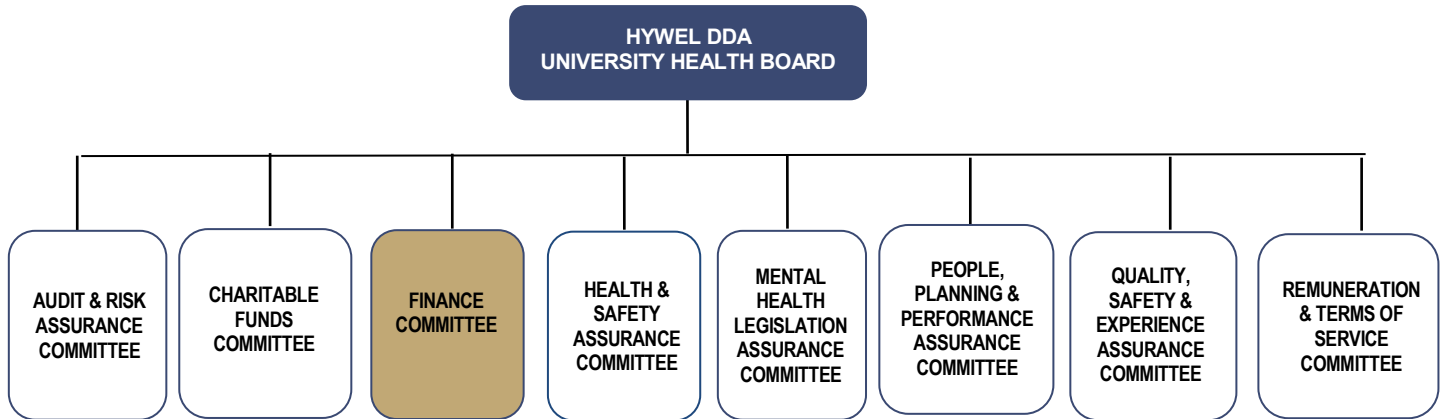 HYWEL DDA
UNIVERSITY HEALTH BOARD
AUDIT & RISK
ASSURANCE
COMMITTEE
CHARITABLE
FUNDS
COMMITTEE
FINANCE
COMMITTEE
HEALTH &
SAFETY
ASSURANCE
COMMITTEE
MENTAL
HEALTH
LEGISLATION
ASSURANCE
COMMITTEE
PEOPLE,
PLANNING &
PERFORMANCE
ASSURANCE
COMMITTEE
QUALITY,
SAFETY &
EXPERIENCE
ASSURANCE
COMMITTEE
REMUNERATION
& TERMS OF
SERVICE
COMMITTEE